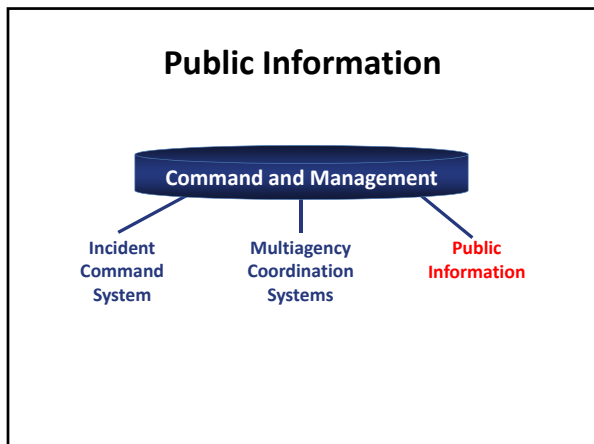 Public Information
Command and Management
Incident
Command
System
Multiagency
Coordination
Systems
Public
Information